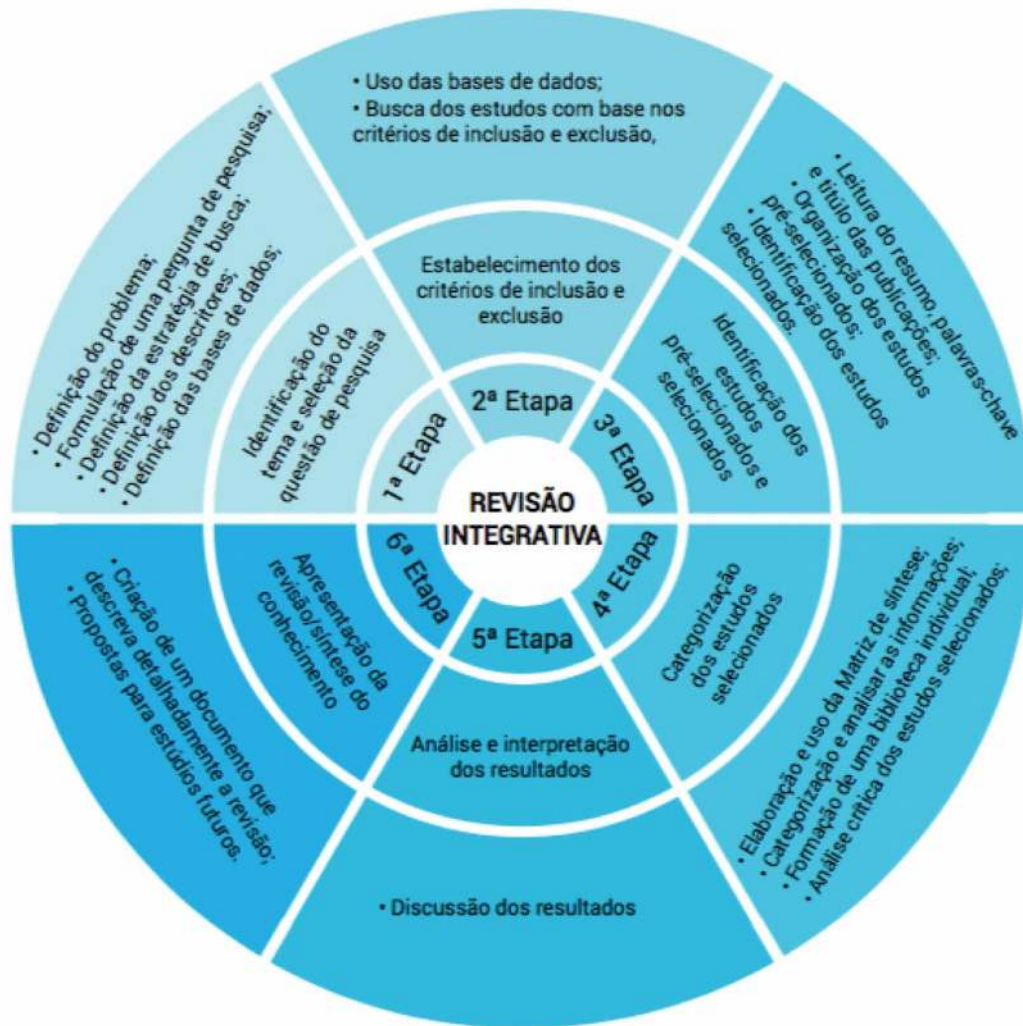 REVISÃO
INTEGRATIVA
1ª Etapa
Identificação do
tema e seleção da
questão de pesquisa
• Definição do problema;
• Formulação de uma pergunta de pesquisa;
• Definição da estratégia de busca;
• Definição dos descritores;
• Definição das bases de dados;
2ª Etapa
Estabelecimento dos
critérios de inclusão e
exclusão
• Uso das bases de dados;
• Busca dos estudos com base nos
critérios de inclusão e exclusão,
3ª Etapa
Identificação dos
estudos
pré-selecionados e
selecionados
• Leitura do resumo, palavras-chave
e título das publicações;
• Organização dos estudos
pré-selecionados;
• Identificação dos estudos
selecionados.
4ª Etapa
Categorização
dos estudos
selecionados
• Elaboração e uso da Matriz de síntese;
• Categorização e analisar as informações;
• Formação de uma biblioteca individual;
• Análise crítica dos estudos selecionados;
5ª Etapa
Análise e interpretação
dos resultados
• Discussão dos resultados
6ª Etapa
Apresentação da
revisão/síntese do
conhecimento
• Criação de um documento que
descreva detalhadamente a revisão;
• Propostas para estúdios futuros.